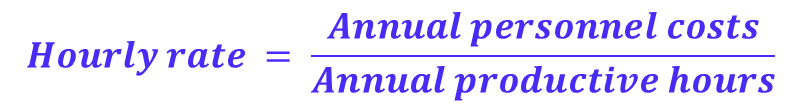 Hourly rate = Annual personnel costs
Annual productive hours